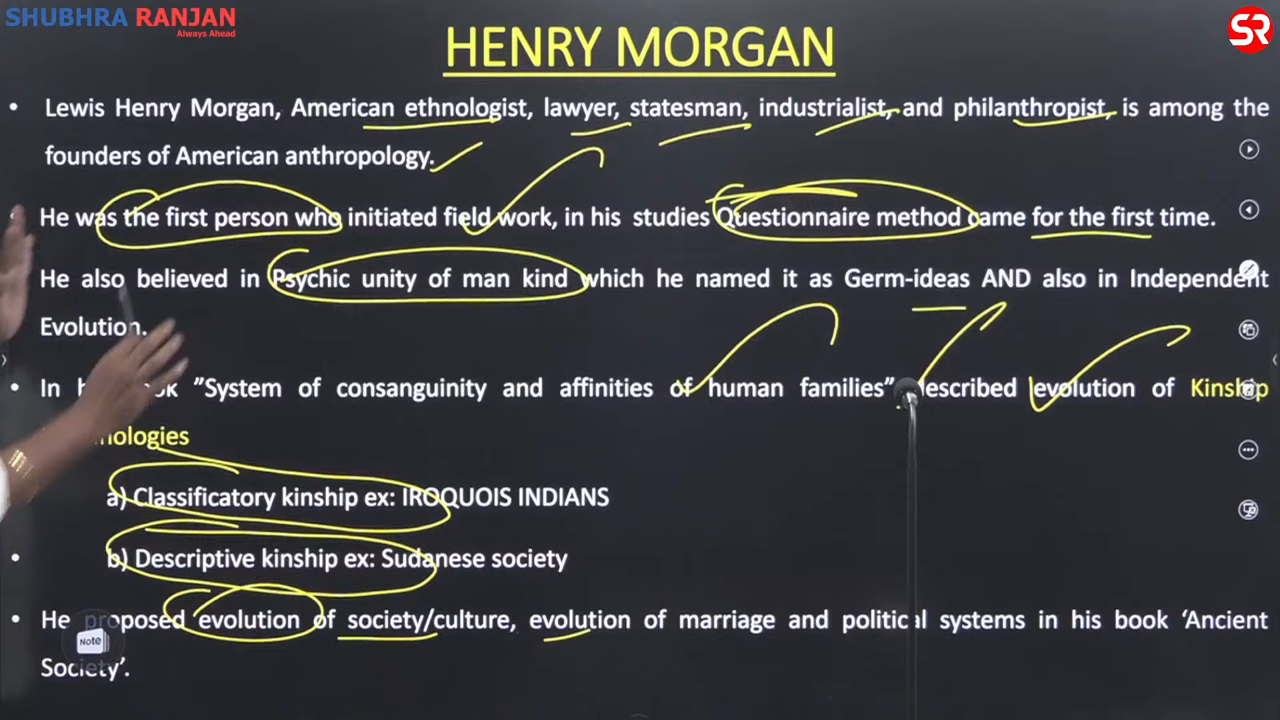 SHUBHRA RANJAN
Always Ahead
SR
HENRY MORGAN
• Lewis Henry Morgan, American ethnologist, lawyer, statesman, industrialist, and philanthropist, is among the
founders of American anthropology.
He was the first person who initiated field work, in his studies Questionnaire method came for the first time.
He also believed in Psychic unity of man kind which he named it as Germ-ideas AND also in Independent
Evolution.
• In "System of consanguinity and affinities of human families", described evolution of Kinship
a) Classificatory kinship ex: IROQUOIS INDIANS
• b) Descriptive kinship ex: Sudanese society
• He proposed 'evolution of society/culture, evolution of marriage and political systems in his book 'Ancient
Society'.
Note